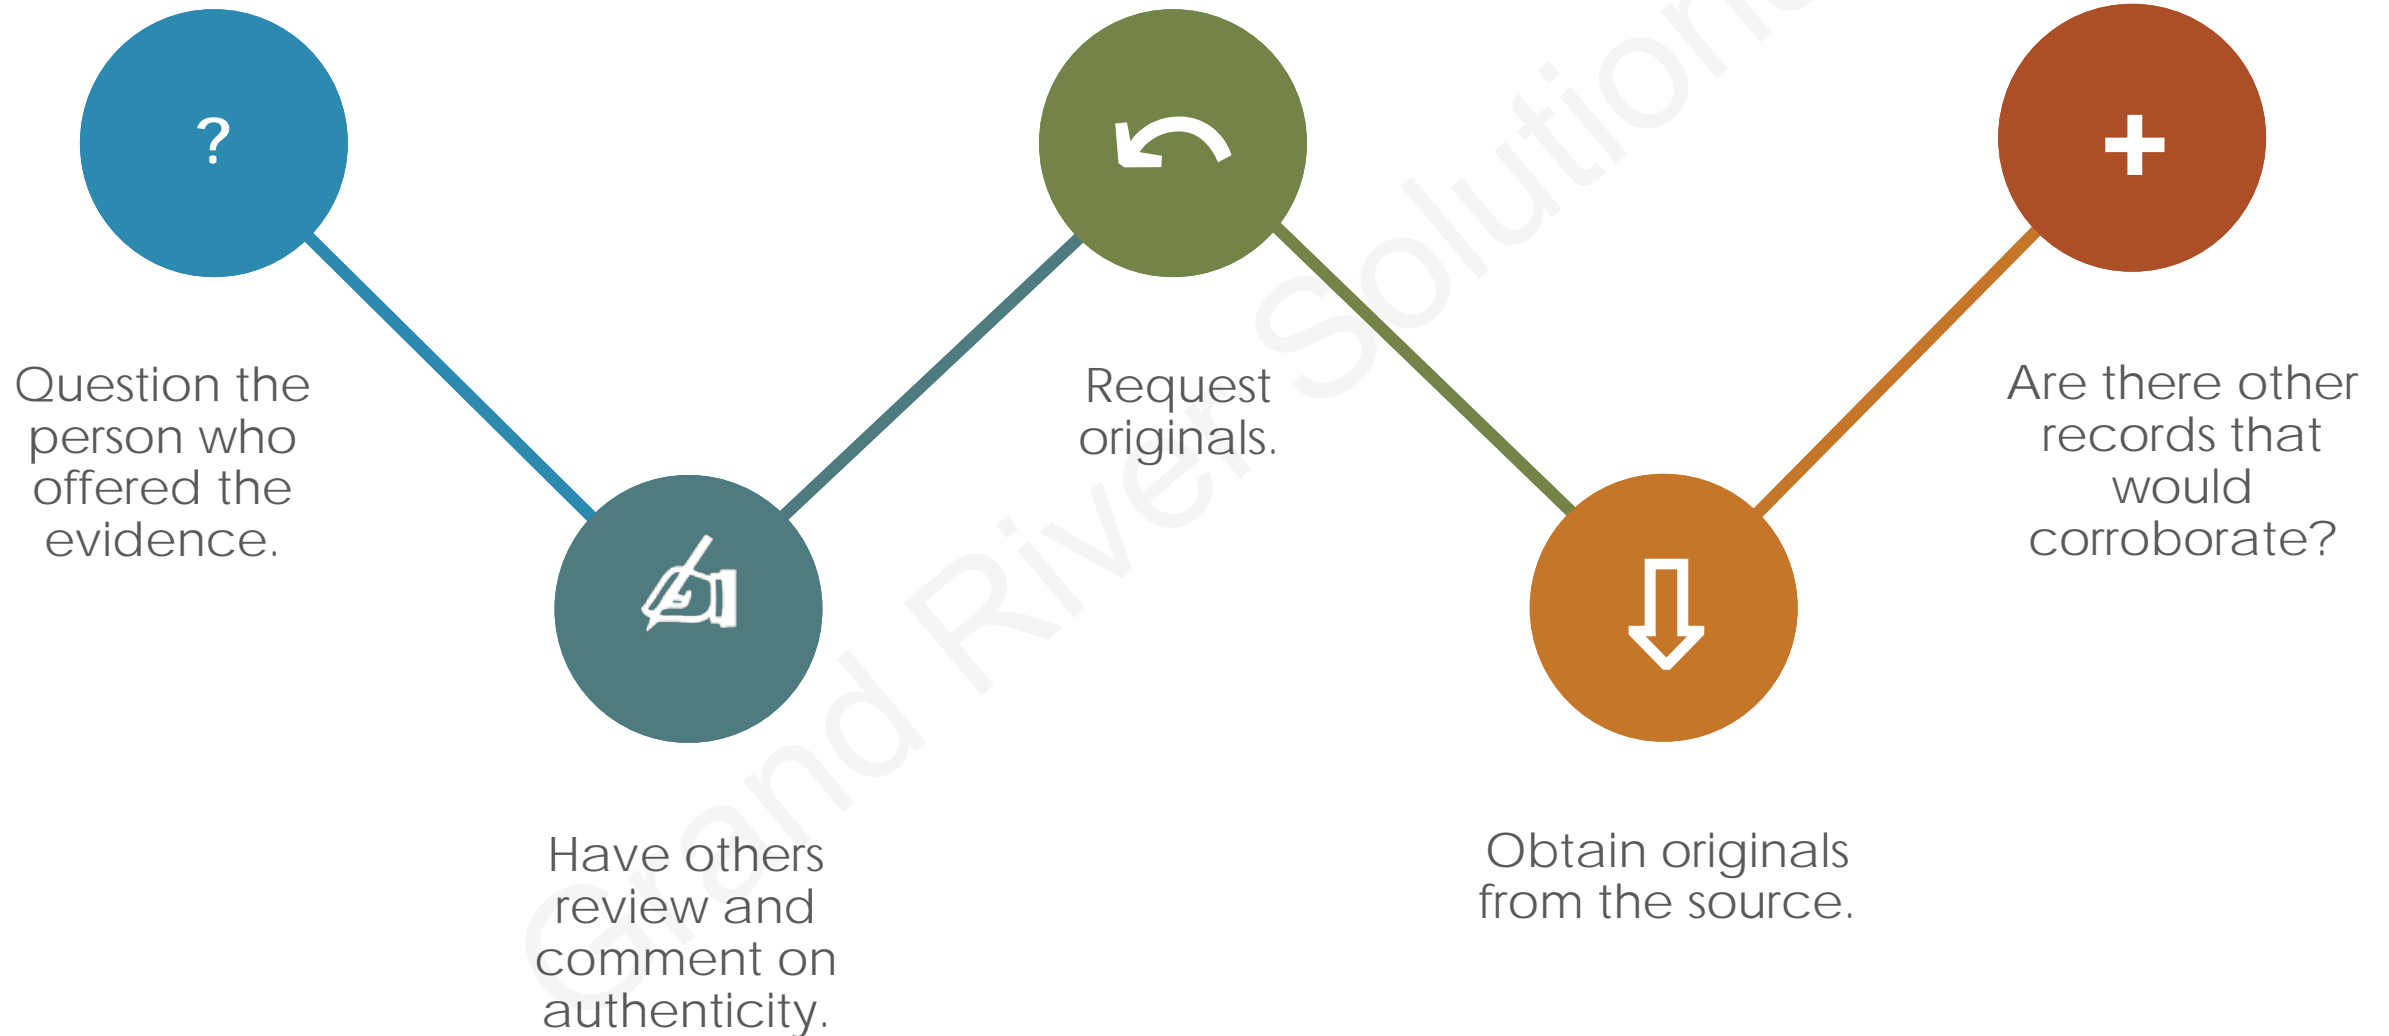 ?
Question the
person who
offered the
evidence.
Have others
review and
comment on
authenticity.
Request
originals.
Obtain originals
from the source.
+
Are there other
records that
would
corroborate?
Grand River Solutions